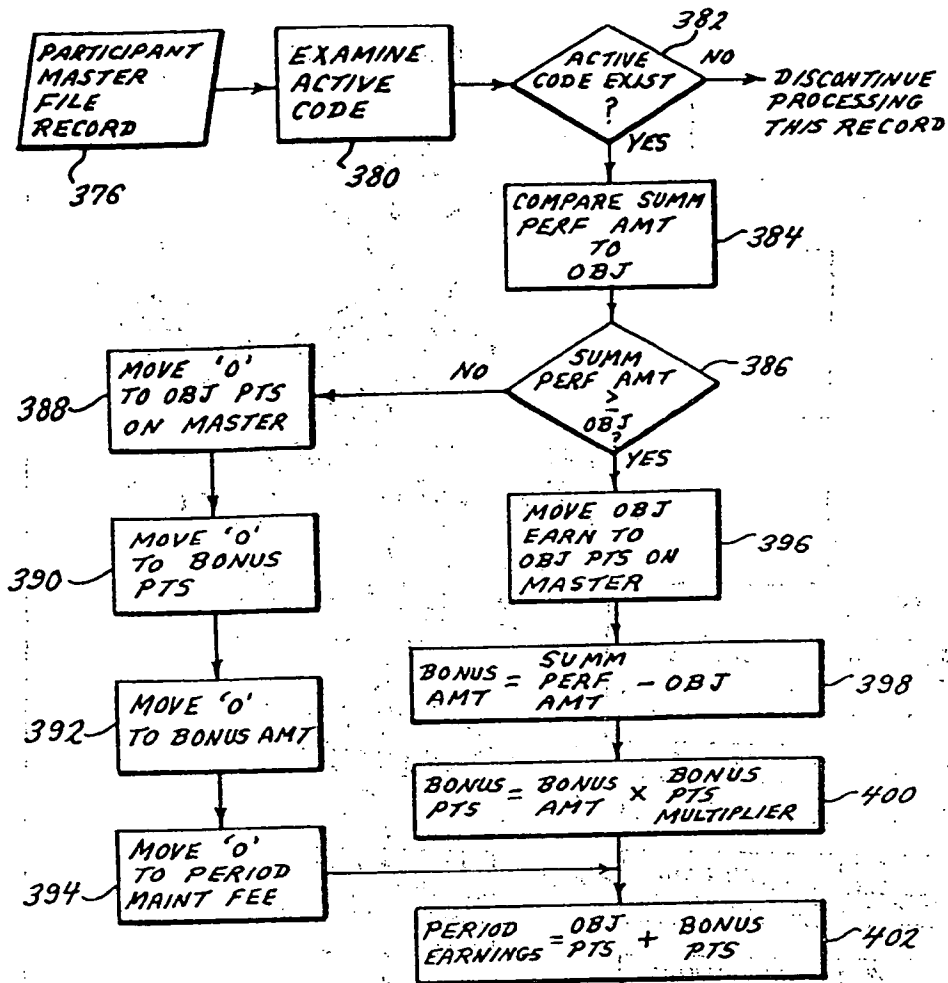 PARTICIPANT
MASTER
FILE
RECORD
376
EXAMINE
ACTIVE
CODE
380
382
ACTIVE
CODE EXIST
?
NO
DISCONTINUE
PROCESSING
THIS RECORD
YES
COMPARE SUMM
PERF AMT
TO
OBJ
384
SUMM
PERF AMT
≥
OBJ
?
386
NO
YES
MOVE 'O'
TO OBJ PTS
ON MASTER
388
MOVE 'O'
TO BONUS
PTS
390
MOVE 'O'
TO BONUS AMT
392
MOVE 'O'
TO PERIOD
MAINT FEE
394
MOVE OBJ
EARN TO
OBJ PTS ON
MASTER
396
BONUS AMT = SUMM PERF AMT - OBJ
398
BONUS PTS = BONUS AMT X BONUS PTS MULTIPLIER
400
PERIOD EARNINGS = OBJ PTS + BONUS PTS
402